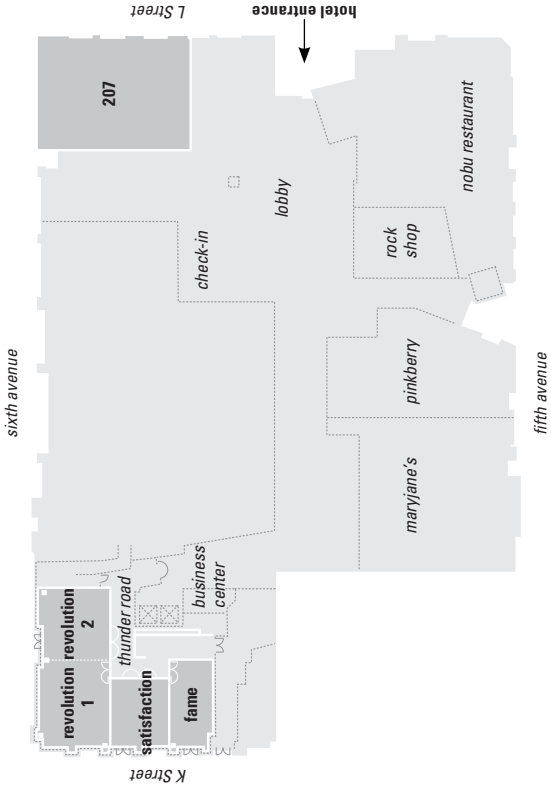 L Street
hotel entrance
207
nobu restaurant
lobby
rock
shop
check-in
sixth avenue
pinkberry
fifth avenue
maryjane's
business
center
thunder road
revolution
2
revolution
1
satisfaction
fame
K Street